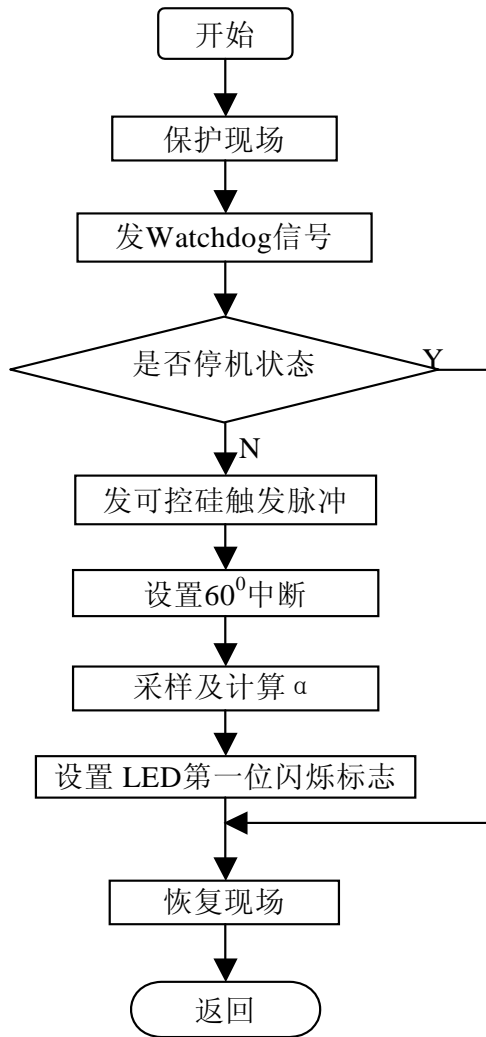 开始
保护现场
发Watchdog信号
是否停机状态
Y
N
发可控硅触发脉冲
设置60⁰中断
采样及计算 α
设置 LED第一位闪烁标志
恢复现场
返回